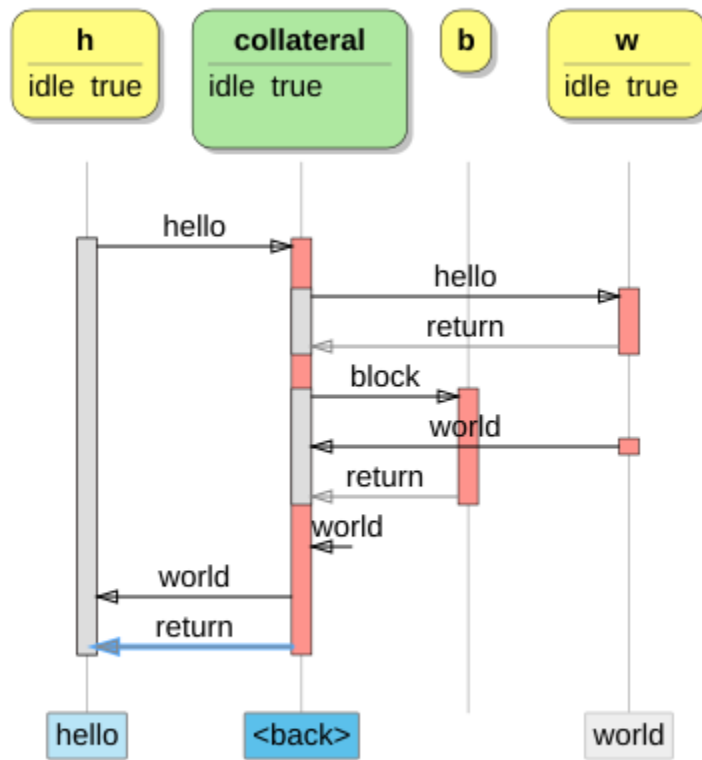 h
idle true
collateral
idle true
b
w
idle true
hello
hello
return
block
world
return
world
world
return
hello
<back>
world